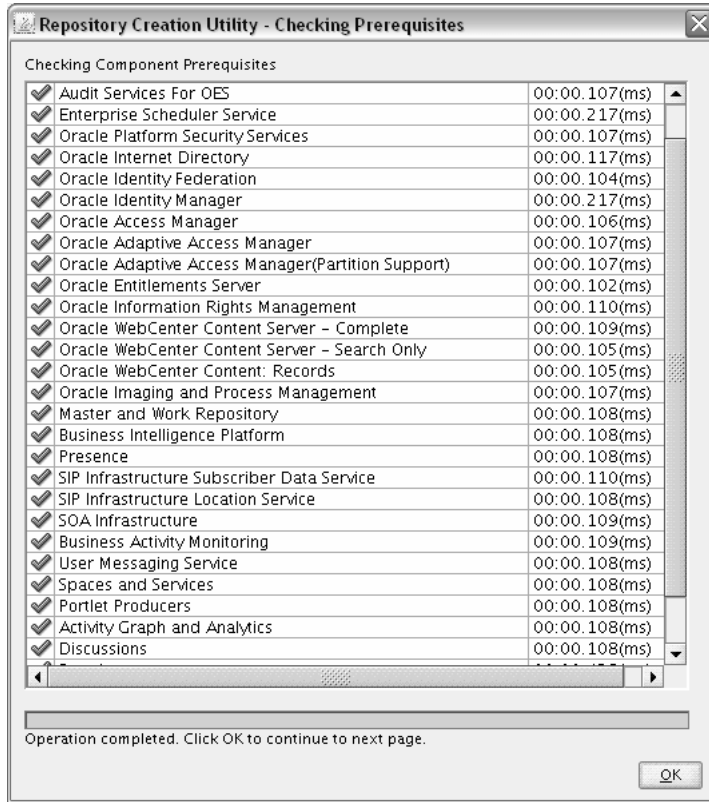 Repository Creation Utility - Checking Prerequisites
Checking Component Prerequisites
Audit Services For OES 00:00.107(ms)
Enterprise Scheduler Service 00:00.217(ms)
Oracle Platform Security Services 00:00.107(ms)
Oracle Internet Directory 00:00.117(ms)
Oracle Identity Federation 00:00.104(ms)
Oracle Identity Manager 00:00.217(ms)
Oracle Access Manager 00:00.106(ms)
Oracle Adaptive Access Manager 00:00.107(ms)
Oracle Adaptive Access Manager(Partition Support) 00:00.107(ms)
Oracle Entitlements Server 00:00.102(ms)
Oracle Information Rights Management 00:00.110(ms)
Oracle WebCenter Content Server – Complete 00:00.109(ms)
Oracle WebCenter Content Server – Search Only 00:00.105(ms)
Oracle WebCenter Content: Records 00:00.105(ms)
Oracle Imaging and Process Management 00:00.107(ms)
Master and Work Repository 00:00.108(ms)
Business Intelligence Platform 00:00.108(ms)
Presence 00:00.108(ms)
SIP Infrastructure Subscriber Data Service 00:00.110(ms)
SIP Infrastructure Location Service 00:00.108(ms)
SOA Infrastructure 00:00.109(ms)
Business Activity Monitoring 00:00.109(ms)
User Messaging Service 00:00.108(ms)
Spaces and Services 00:00.108(ms)
Portlet Producers 00:00.108(ms)
Activity Graph and Analytics 00:00.108(ms)
Discussions 00:00.108(ms)
Operation completed. Click OK to continue to next page.
OK